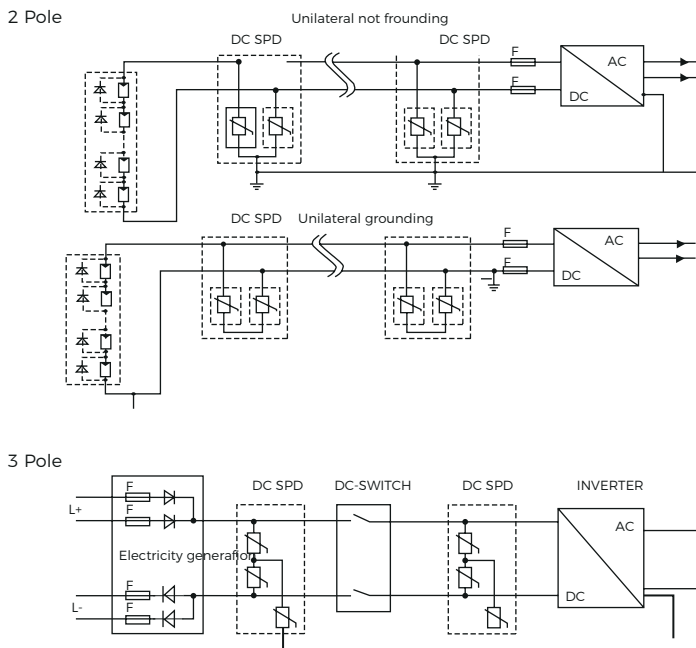 2 Pole
Unilateral not frounding
DC SPD
DC SPD
F
AC
F
DC
DC SPD
Unilateral grounding
F
AC
F
DC
3 Pole
F
DC SPD
DC-SWITCH
DC SPD
INVERTER
L+
F
AC
Electricity generafion
F
DC
L-
F